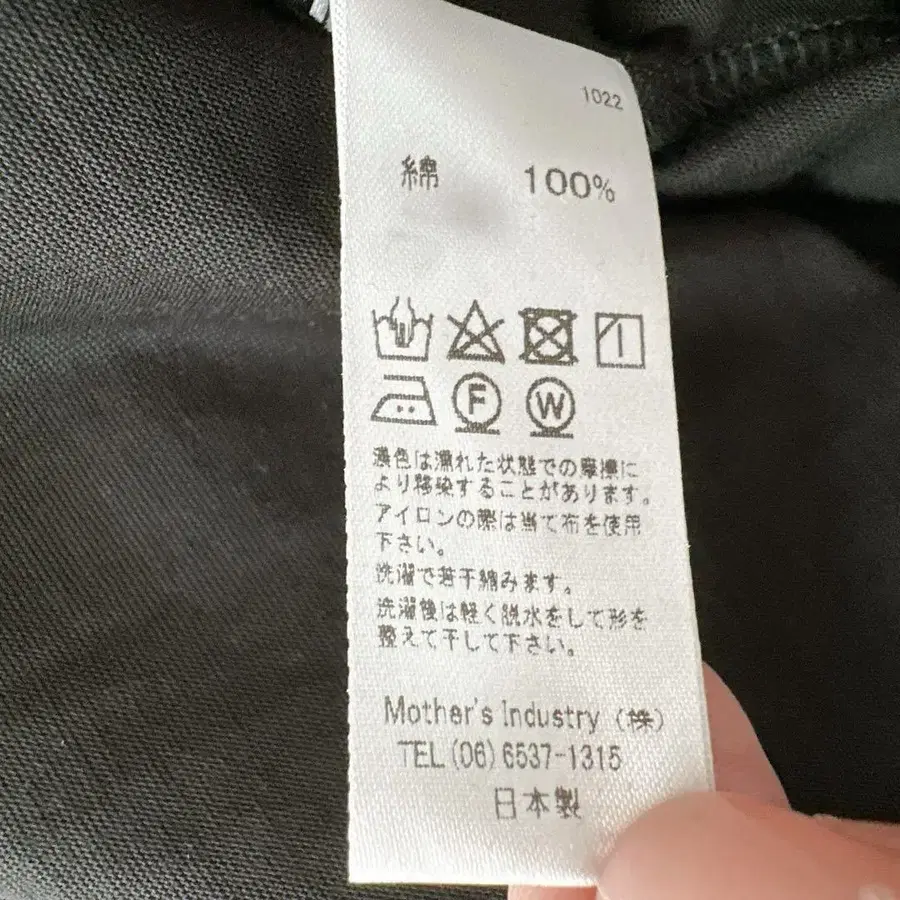 1022
綿 100%
F W
濃色は濡れた状態での摩擦に
より移染することがあります。
アイロンの際は当て布を使用
下さい。
洗濯で若干縮みます。
洗濯後は軽く脱水をして形を
整えて干して下さい。
Mother's Industry (株)
TEL(06)6537-1315
日本製